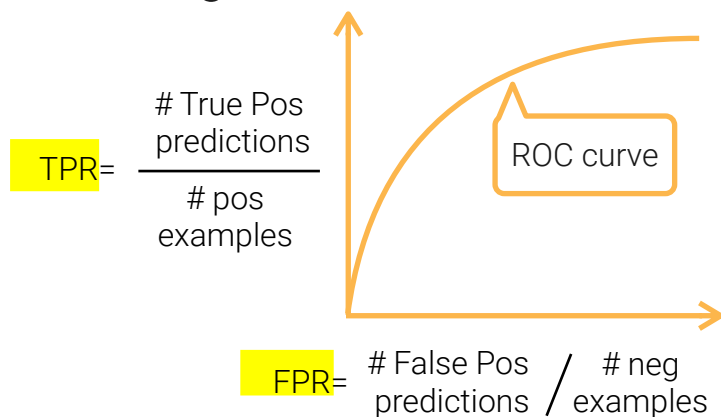 # True Pos
predictions
TPR=
# pos
examples
ROC curve
FPR= # False Pos / # neg
predictions examples